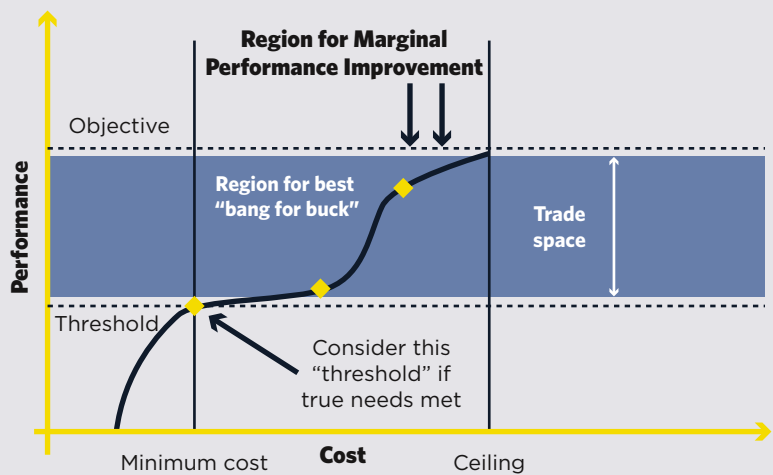 Region for Marginal
Performance Improvement
Objective
Region for best
“bang for buck”
Trade
space
Performance
Threshold
Consider this
“threshold” if
true needs met
Minimum cost
Cost
Ceiling